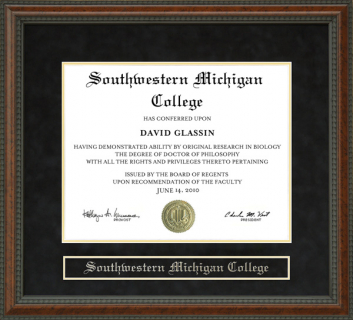 Southwestern Michigan
College
HAS CONFERRED UPON
DAVID GLASSIN
HAVING DEMONSTRATED ABILITY BY ORIGINAL RESEARCH IN BIOLOGY
THE DEGREE OF DOCTOR OF PHILOSOPHY
WITH ALL THE RIGHTS AND PRIVILEGES THERETO PERTAINING
ISSUED BY THE BOARD OF REGENTS
UPON RECOMMENDATION OF THE FACULTY
JUNE 14, 2010
PROVOST
PRESIDENT
Southwestern Michigan College